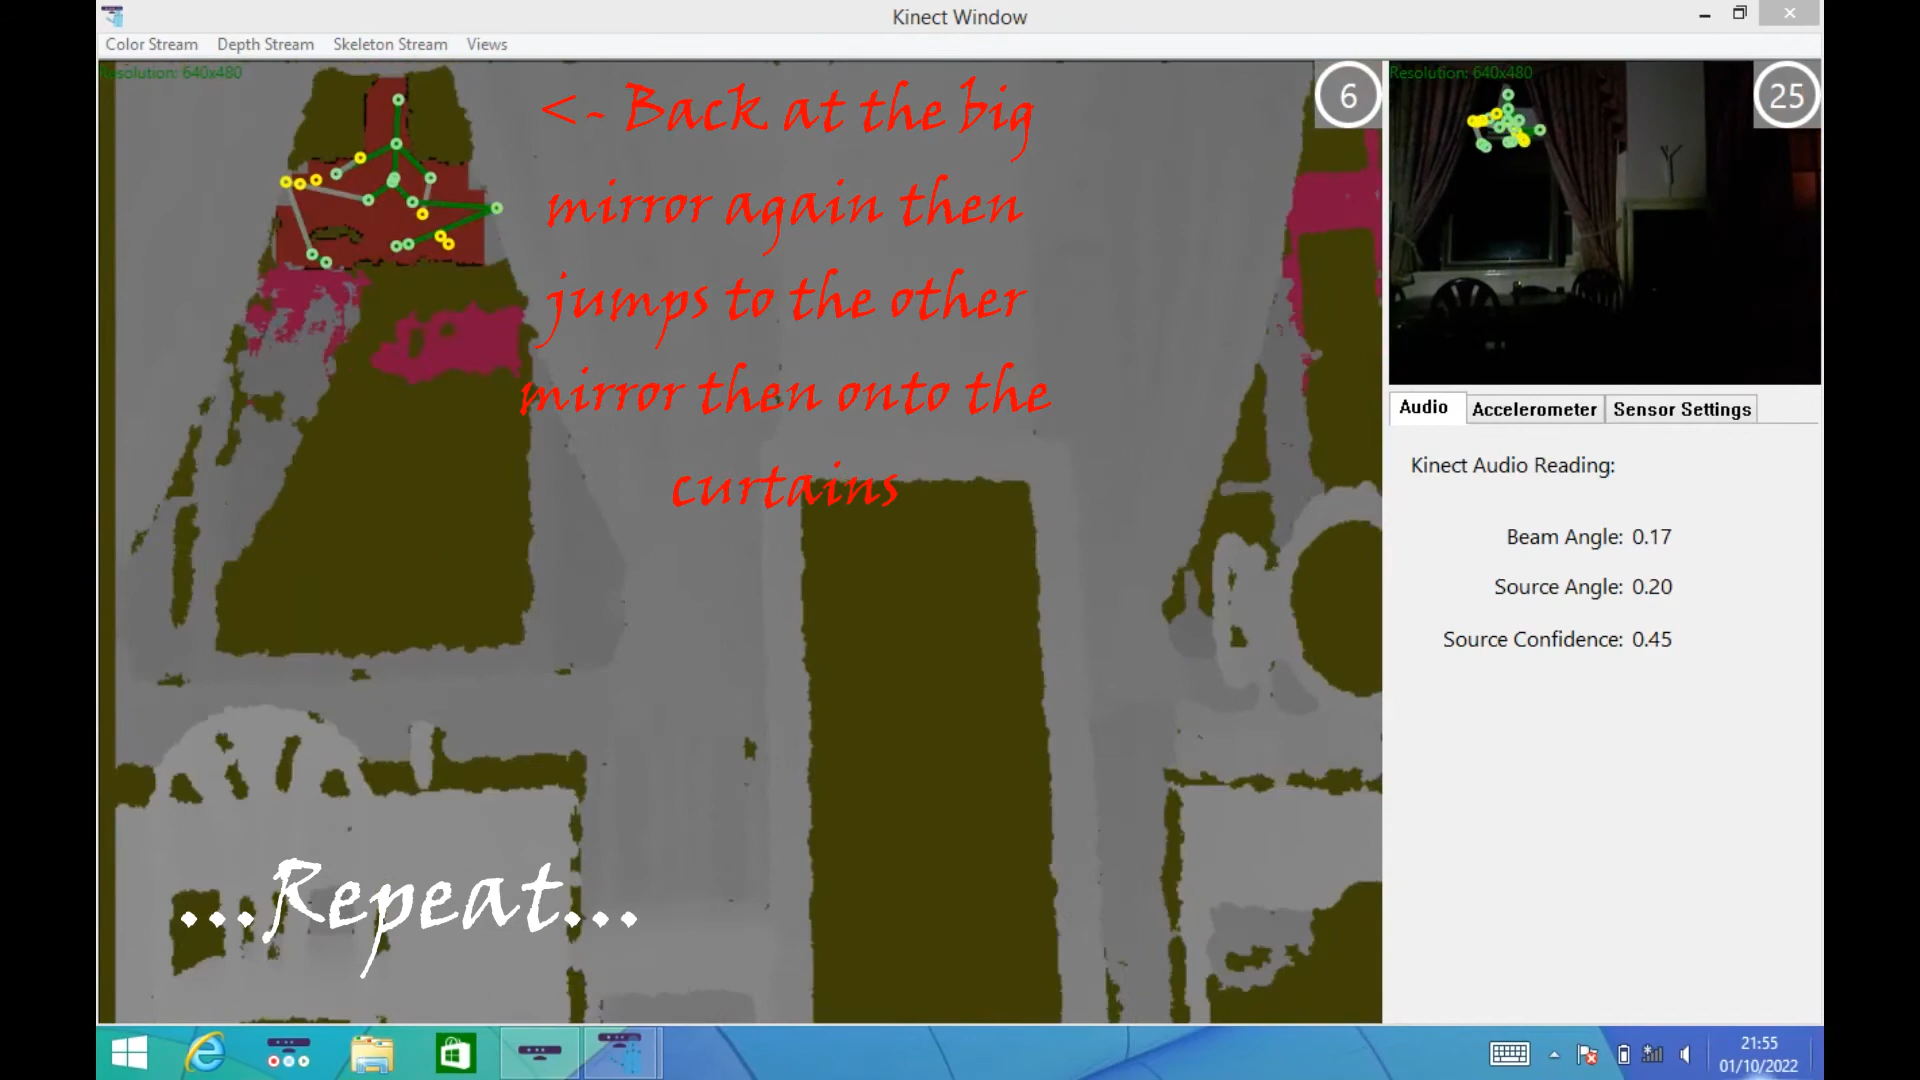 Kinect Window
Color Stream Depth Stream Skeleton Stream Views
Resolution: 640x480
6
Resolution: 640x480
25
<- Back at the big
mirror again then
jumps to the other
mirror then onto the
curtains
...Repeat...
Audio Accelerometer Sensor Settings
Kinect Audio Reading:
Beam Angle: 0.17
Source Angle: 0.20
Source Confidence: 0.45
21:55
01/10/2022